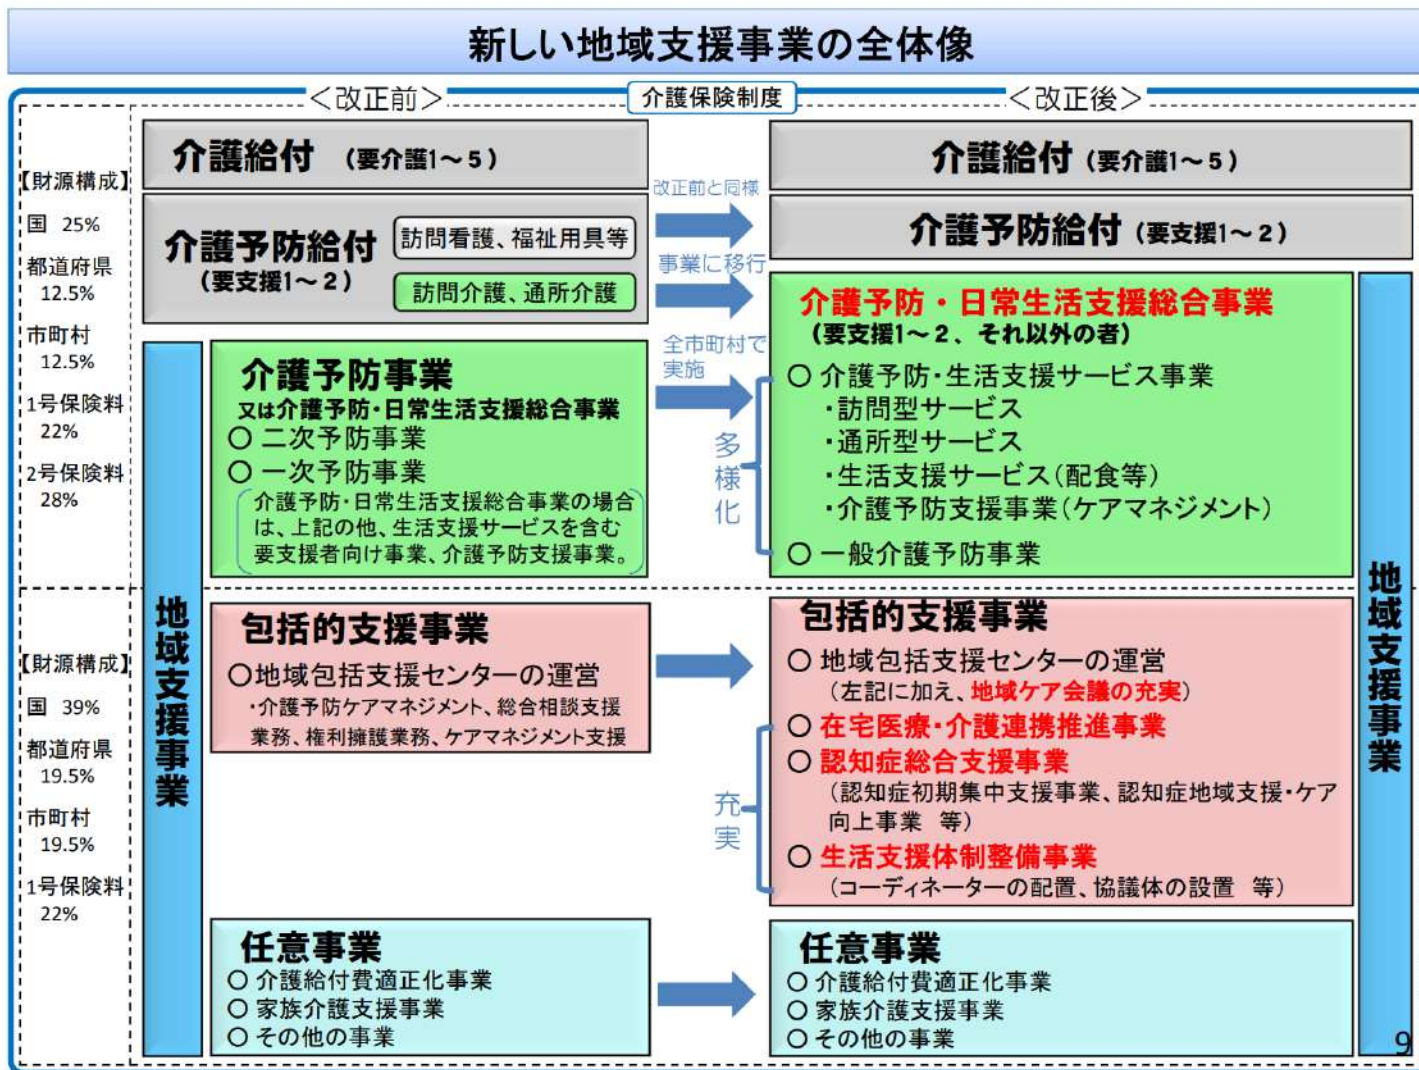 新しい地域支援事業の全体像
＜改正前＞
介護保険制度
＜改正後＞
【財源構成】
国 25%
都道府県
12.5%
市町村
12.5%
1号保険料
22%
2号保険料
28%
【財源構成】
国 39%
都道府県
19.5%
市町村
19.5%
1号保険料
22%
介護給付 (要介護1～5)
介護予防給付
(要支援1～2)
訪問看護、福祉用具等
訪問介護、通所介護
地域支援事業
介護予防事業
又は介護予防・日常生活支援総合事業
○ 二次予防事業
○ 一次予防事業
介護予防・日常生活支援総合事業の場合
は、上記の他、生活支援サービスを含む
要支援者向け事業、介護予防支援事業。
包括的支援事業
○地域包括支援センターの運営
・介護予防ケアマネジメント、総合相談支援
業務、権利擁護業務、ケアマネジメント支援
任意事業
○ 介護給付費適正化事業
○ 家族介護支援事業
○ その他の事業
改正前と同様
事業に移行
全市町村で
実施
多様化
充実
介護給付 (要介護1～5)
介護予防給付 (要支援1～2)
介護予防・日常生活支援総合事業
(要支援1～2、それ以外の者)
○ 介護予防・生活支援サービス事業
・訪問型サービス
・通所型サービス
・生活支援サービス(配食等)
・介護予防支援事業(ケアマネジメント)
○ 一般介護予防事業
包括的支援事業
○ 地域包括支援センターの運営
(左記に加え、地域ケア会議の充実)
○ 在宅医療・介護連携推進事業
○ 認知症総合支援事業
(認知症初期集中支援事業、認知症地域支援・ケア
向上事業 等)
○ 生活支援体制整備事業
(コーディネーターの配置、協議体の設置 等)
任意事業
○ 介護給付費適正化事業
○ 家族介護支援事業
○ その他の事業
地域支援事業
9